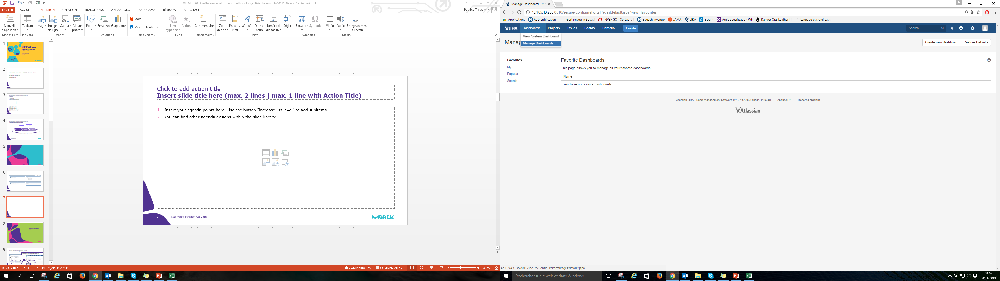 VL_MIL_R&D Software development methodology-JIRA- Training_1610131009 ed0.1 - PowerPoint
FICHIER ACCUEIL INSERTION CRÉATION TRANSITIONS ANIMATIONS DIAPORAMA RÉVISION AFFICHAGE
Pauline Tristram
Nouvelle diapositive
Tableau
Images
Images en ligne
Capture
Album photo
Formes
SmartArt
Graphique
Store
Mes applications
Lien hypertexte
Action
Commentaire
Zone de texte
En-tête/ Pied
WordArt
Date et heure
Numéro de diapositive
Objet
Équation
Symbole
Vidéo
Audio
Enregistrement à l'écran
Diapositives Tableaux Images Illustrations Compléments Liens Commentaires Texte Symboles Média
1
SOFTWARE
DEVELOPMENT
METHODOLOGY
2
3
4
5
6
7
8
9
Click to add action title
Insert slide title here (max. 2 lines | max. 1 line with Action Title)
1. Insert your agenda points here. Use the button “increase list level” to add subitems.
2. You can find other agenda designs within the slide library.
7 R&D Project Strategy| Oct-2016
MERCK
DIAPOSITIVE 7 DE 24 FRANÇAIS (FRANCE) COMMENTAIRES COMMENTAIRES 80 %
Manage Dashboard - Me
46.105.43.235:8010/secure/ConfigurePortalPages!default.jspa?view=favourites
Applications Authentification Insert image in Squas INVENGO - Software Squash Invengo JAMA JIRA Scrum Agile specification WF Ranger Ops Leather | Langage et significati
JIRA Dashboards Projects Issues Boards Portfolio Create Search
View System Dashboard
Manage Dashboards
Manag
Create new dashboard Restore Defaults
Favorites
My
Popular
Search
Favorite Dashboards
This page allows you to manage all your favorite dashboards.
Name
You have no favorite dashboards.
Atlassian JIRA Project Management Software (v7.2.1#72003-sha1:3448e6b) · About JIRA · Report a problem
Atlassian
46.105.43.235:8010/secure/ConfigurePortalPages!default.jspa
Rechercher sur le web et dans Windows
08:16
28/11/2016